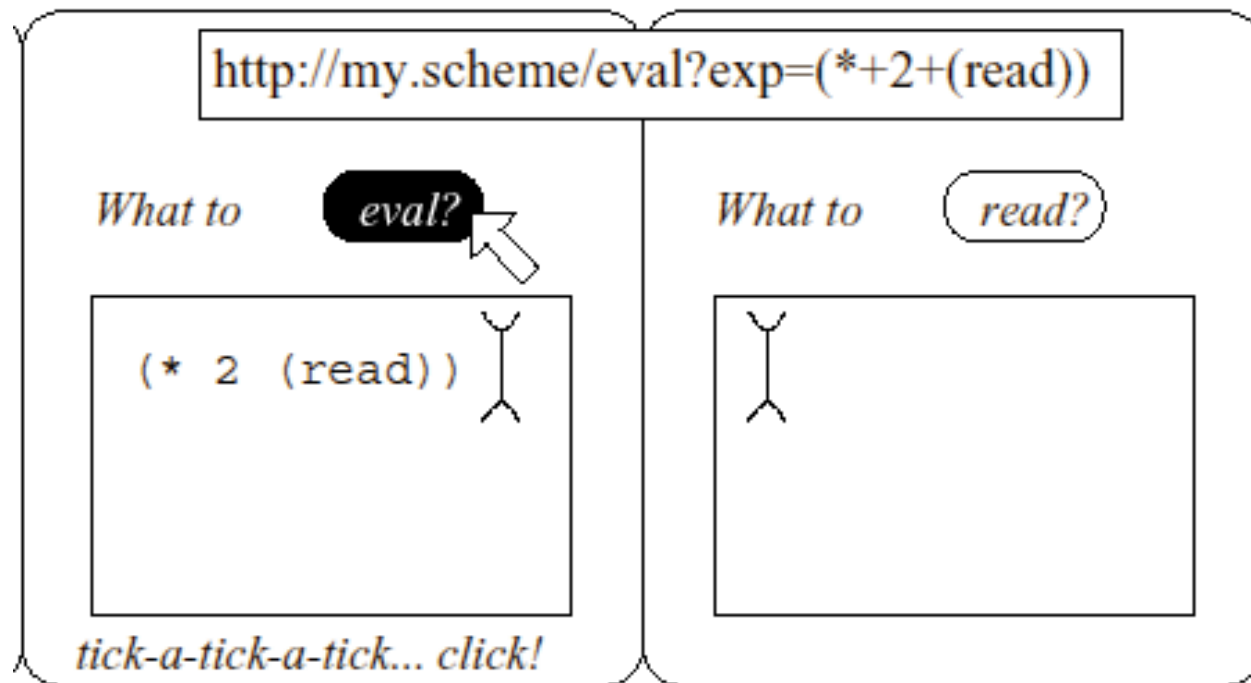 http://my.scheme/eval?exp=(*+2+(read))
What to eval?
(* 2 (read))
tick-a-tick-a-tick... click!
What to read?